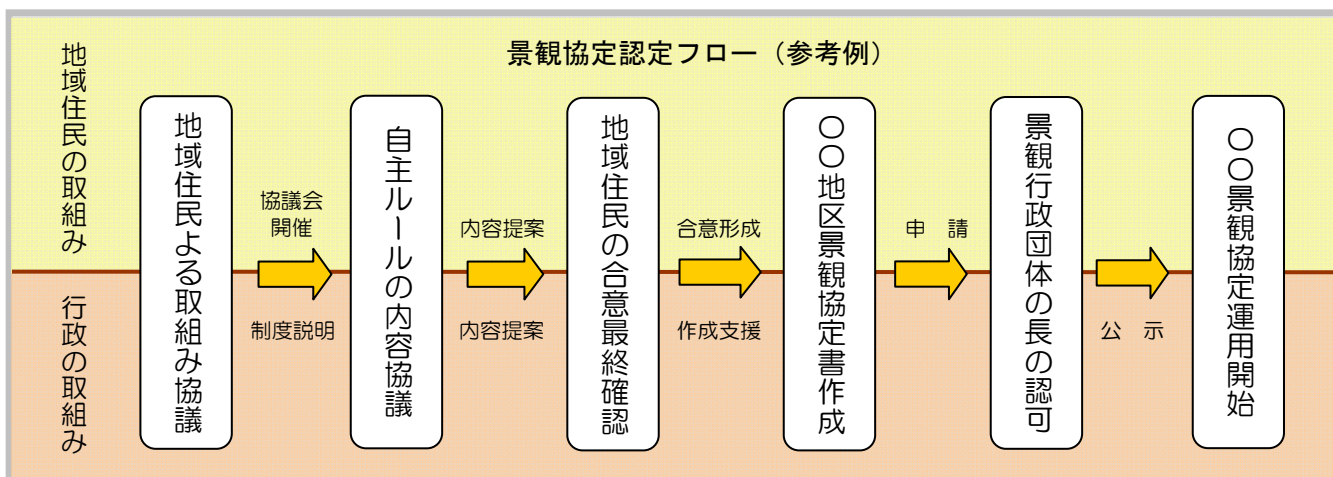 景観協定認定フロー（参考例）
地域住民の取組み
行政の取組み
地域住民よる取組み協議
協議会
開催
制度説明
自主ルールの内容協議
内容提案
内容提案
地域住民の合意最終確認
合意形成
作成支援
〇〇地区景観協定書作成
申　請
景観行政団体の長の認可
公　示
〇〇景観協定運用開始